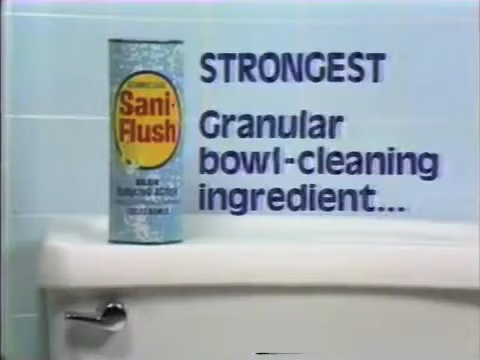 Sani-
Flush
STRONGEST
Granular
bowl-cleaning
ingredient...